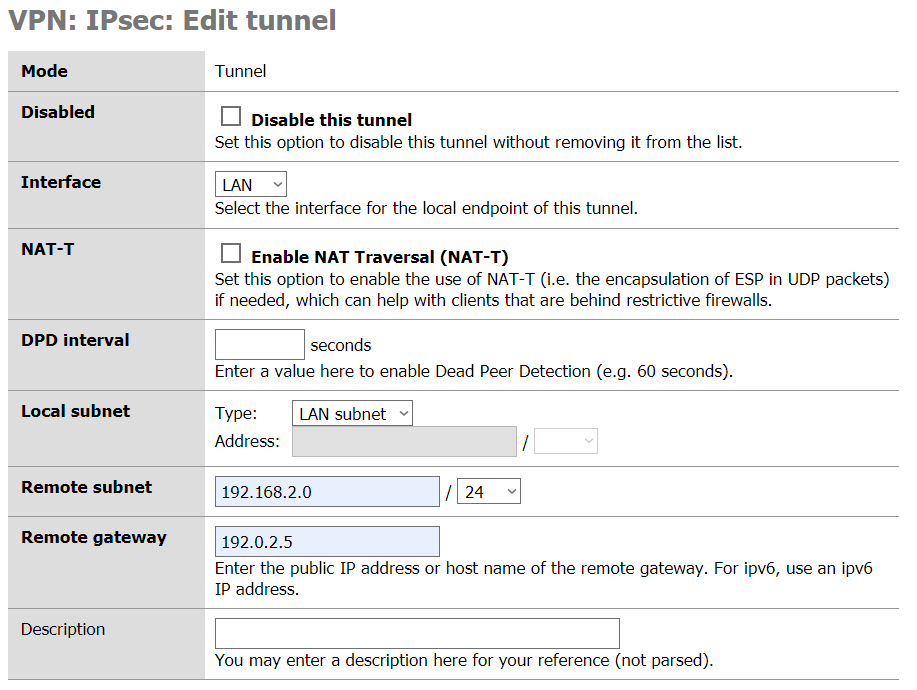 VPN: IPsec: Edit tunnel
Mode
Tunnel
Disabled
Disable this tunnel
Set this option to disable this tunnel without removing it from the list.
Interface
LAN
Select the interface for the local endpoint of this tunnel.
NAT-T
Enable NAT Traversal (NAT-T)
Set this option to enable the use of NAT-T (i.e. the encapsulation of ESP in UDP packets)
if needed, which can help with clients that are behind restrictive firewalls.
DPD interval
seconds
Enter a value here to enable Dead Peer Detection (e.g. 60 seconds).
Local subnet
Type: LAN subnet
Address: /
Remote subnet
192.168.2.0 / 24
Remote gateway
192.0.2.5
Enter the public IP address or host name of the remote gateway. For ipv6, use an ipv6
IP address.
Description
You may enter a description here for your reference (not parsed).